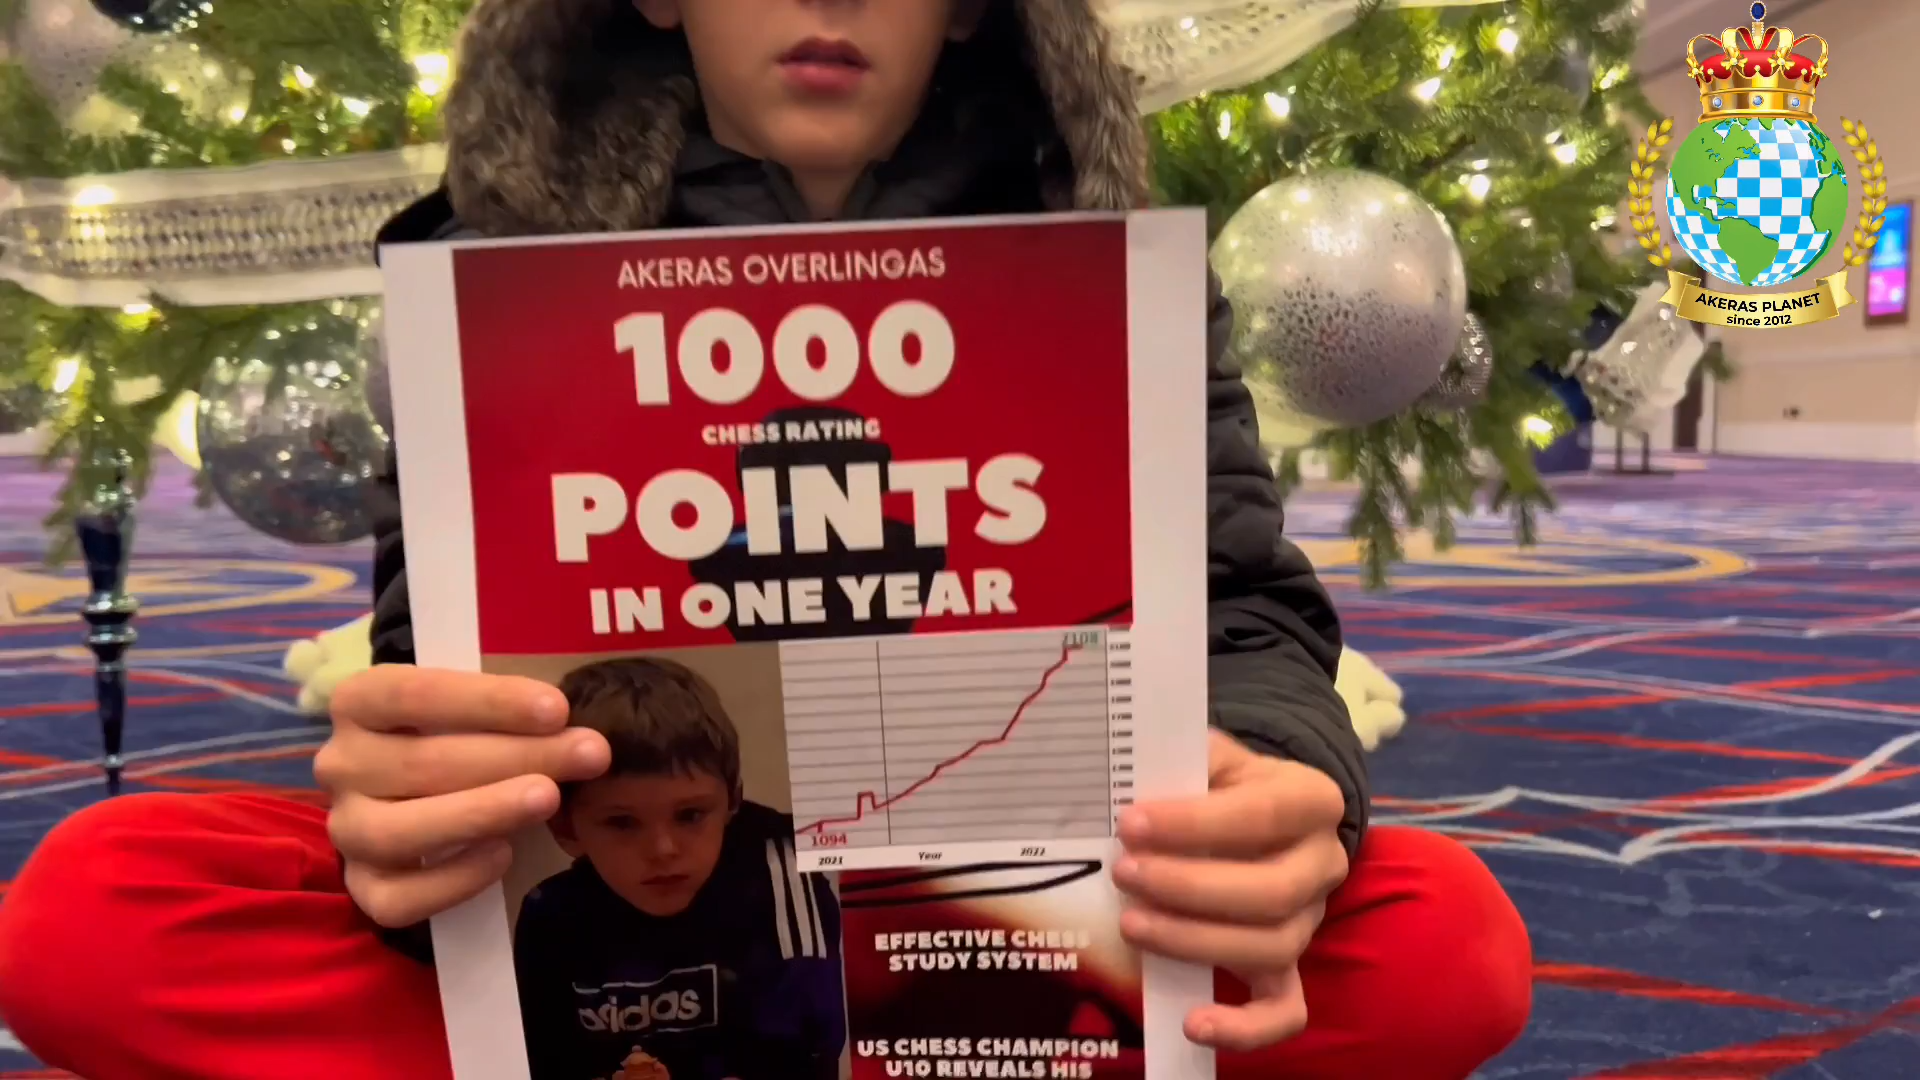 AKERAS OVERLINGAS
1000
CHESS RATING
POINTS
IN ONE YEAR
2108
1094
2021 Year 2022
adidas
EFFECTIVE CHESS
STUDY SYSTEM
US CHESS CHAMPION
U10 REVEALS HIS
AKERAS PLANET
since 2012